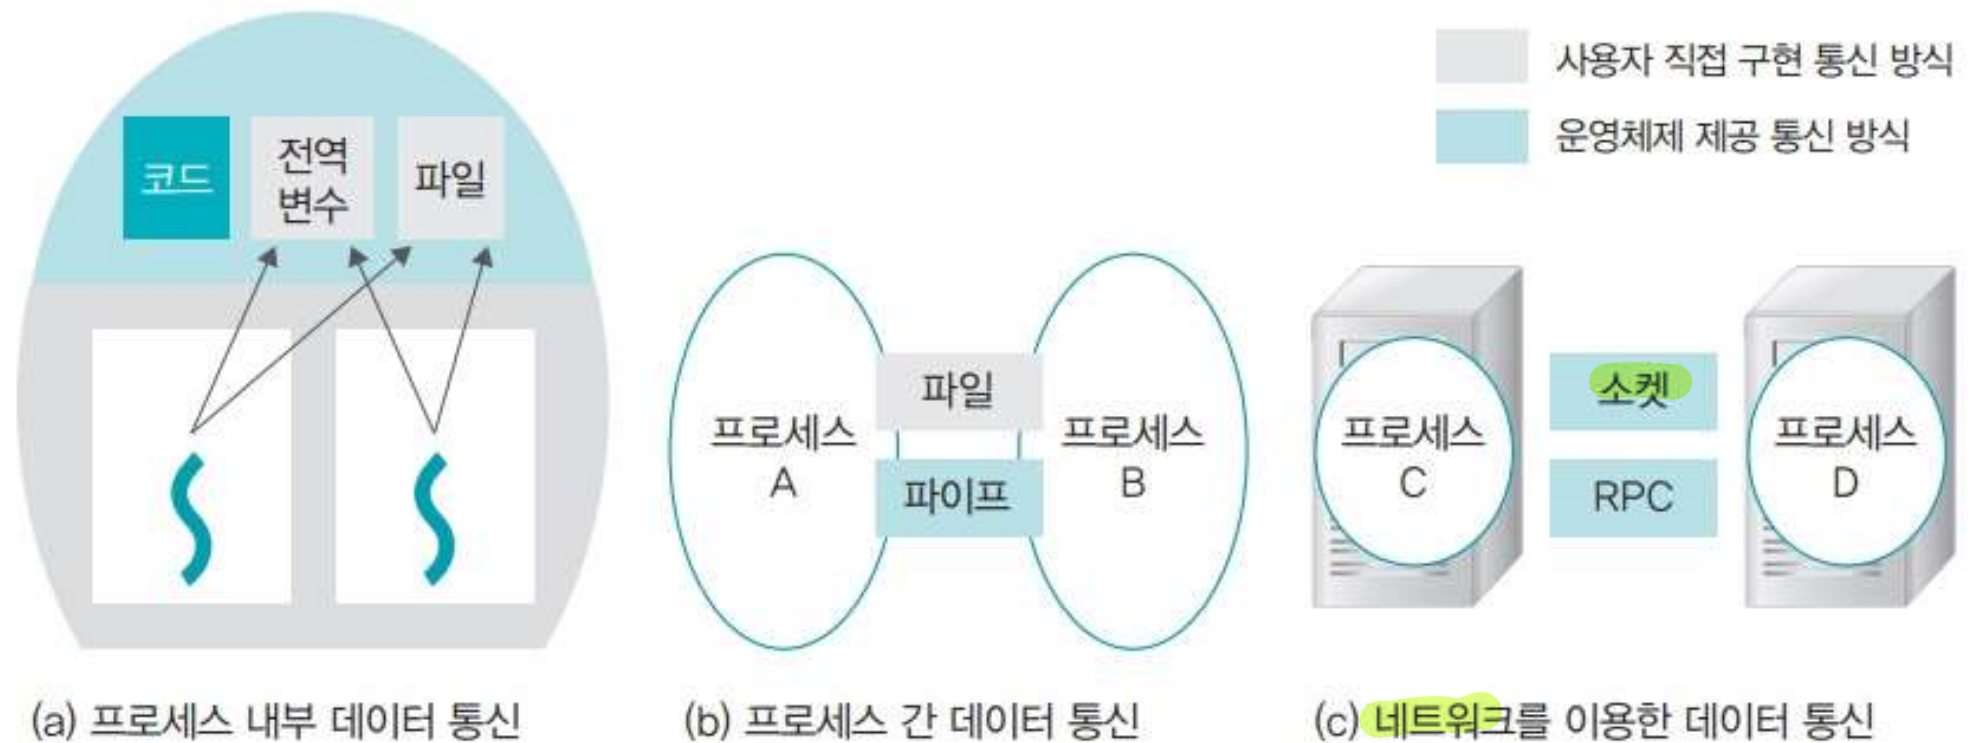 사용자 직접 구현 통신 방식
운영체제 제공 통신 방식
코드
전역
변수
파일
(a) 프로세스 내부 데이터 통신
프로세스
A
파일
파이프
프로세스
B
(b) 프로세스 간 데이터 통신
프로세스
C
소켓
RPC
프로세스
D
(c) 네트워크를 이용한 데이터 통신